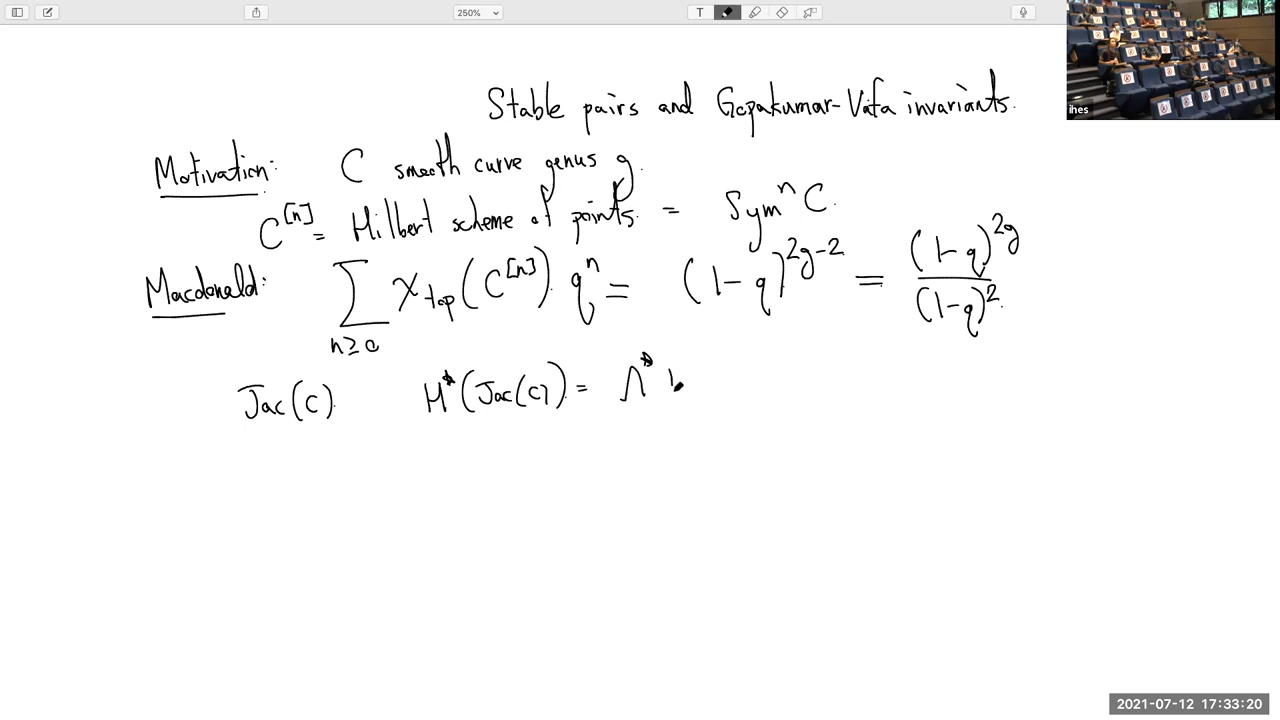 250%
T
ihes
Stable pairs and Gopakumar-Vafa invariants.
Motivation: C smooth curve genus g.
C^[n] = Hilbert scheme of points = Sym^n C.
Macdonald: ∑_{n≥0} χ_top(C^[n]) q^n = (1-q)^{2g-2} = (1-q)^{2g} / (1-q)^2.
Jac(C). H^*(Jac(C)) = Λ^*
2021-07-12 17:33:20